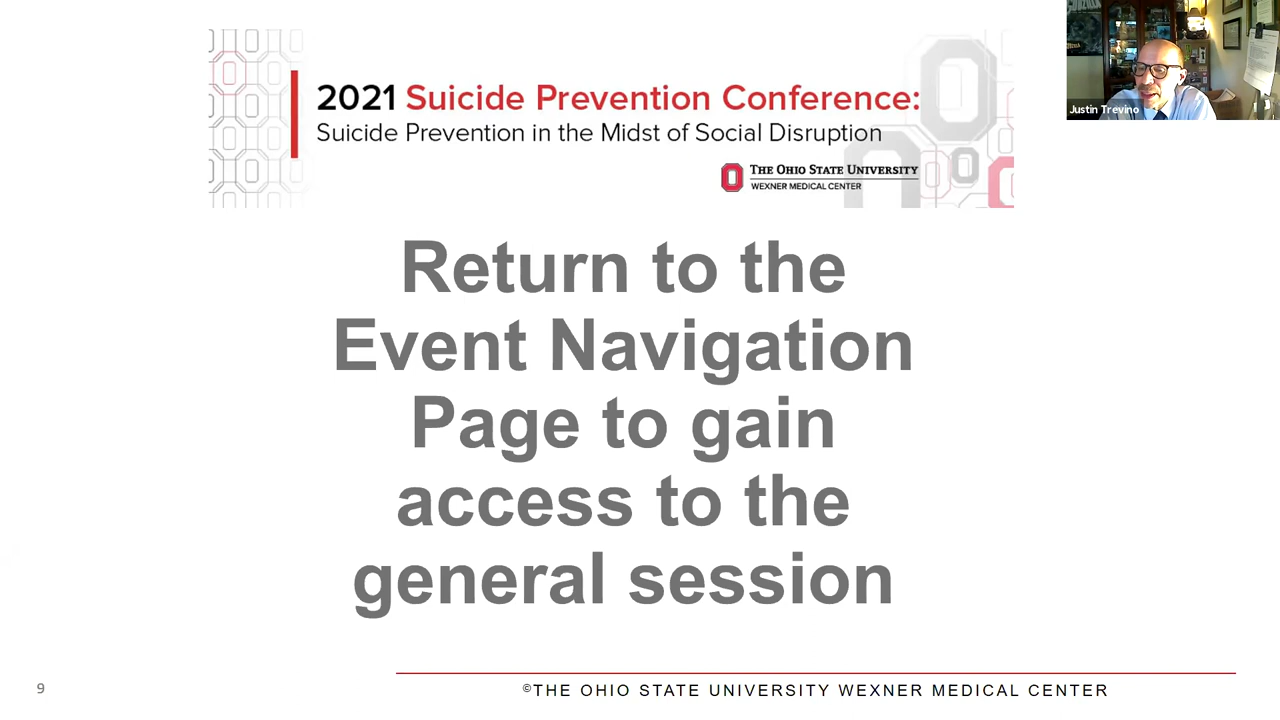 2021 Suicide Prevention Conference:
Suicide Prevention in the Midst of Social Disruption
THE OHIO STATE UNIVERSITY
WEXNER MEDICAL CENTER
Justin Trevino
Return to the
Event Navigation
Page to gain
access to the
general session
9
©THE OHIO STATE UNIVERSITY WEXNER MEDICAL CENTER